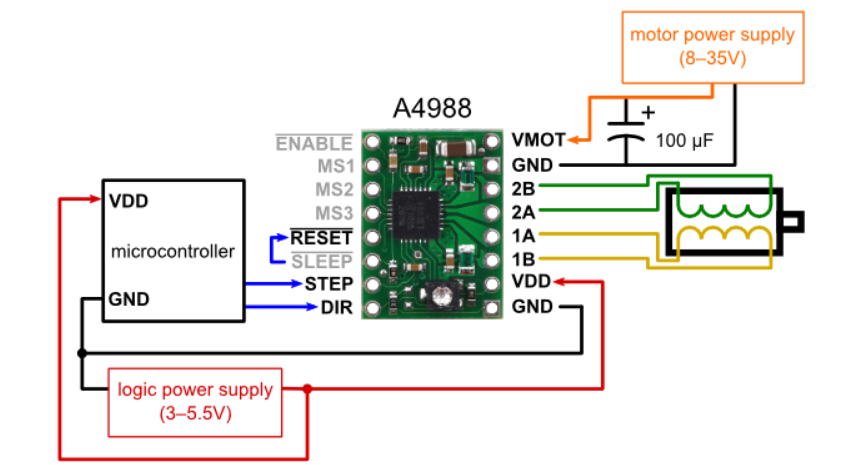 motor power supply
(8–35V)
A4988
+
100 µF
ENABLE
MS1
MS2
MS3
RESET
SLEEP
STEP
DIR
VMOT
GND
2B
2A
1A
1B
VDD
GND
VDD
microcontroller
GND
logic power supply
(3–5.5V)